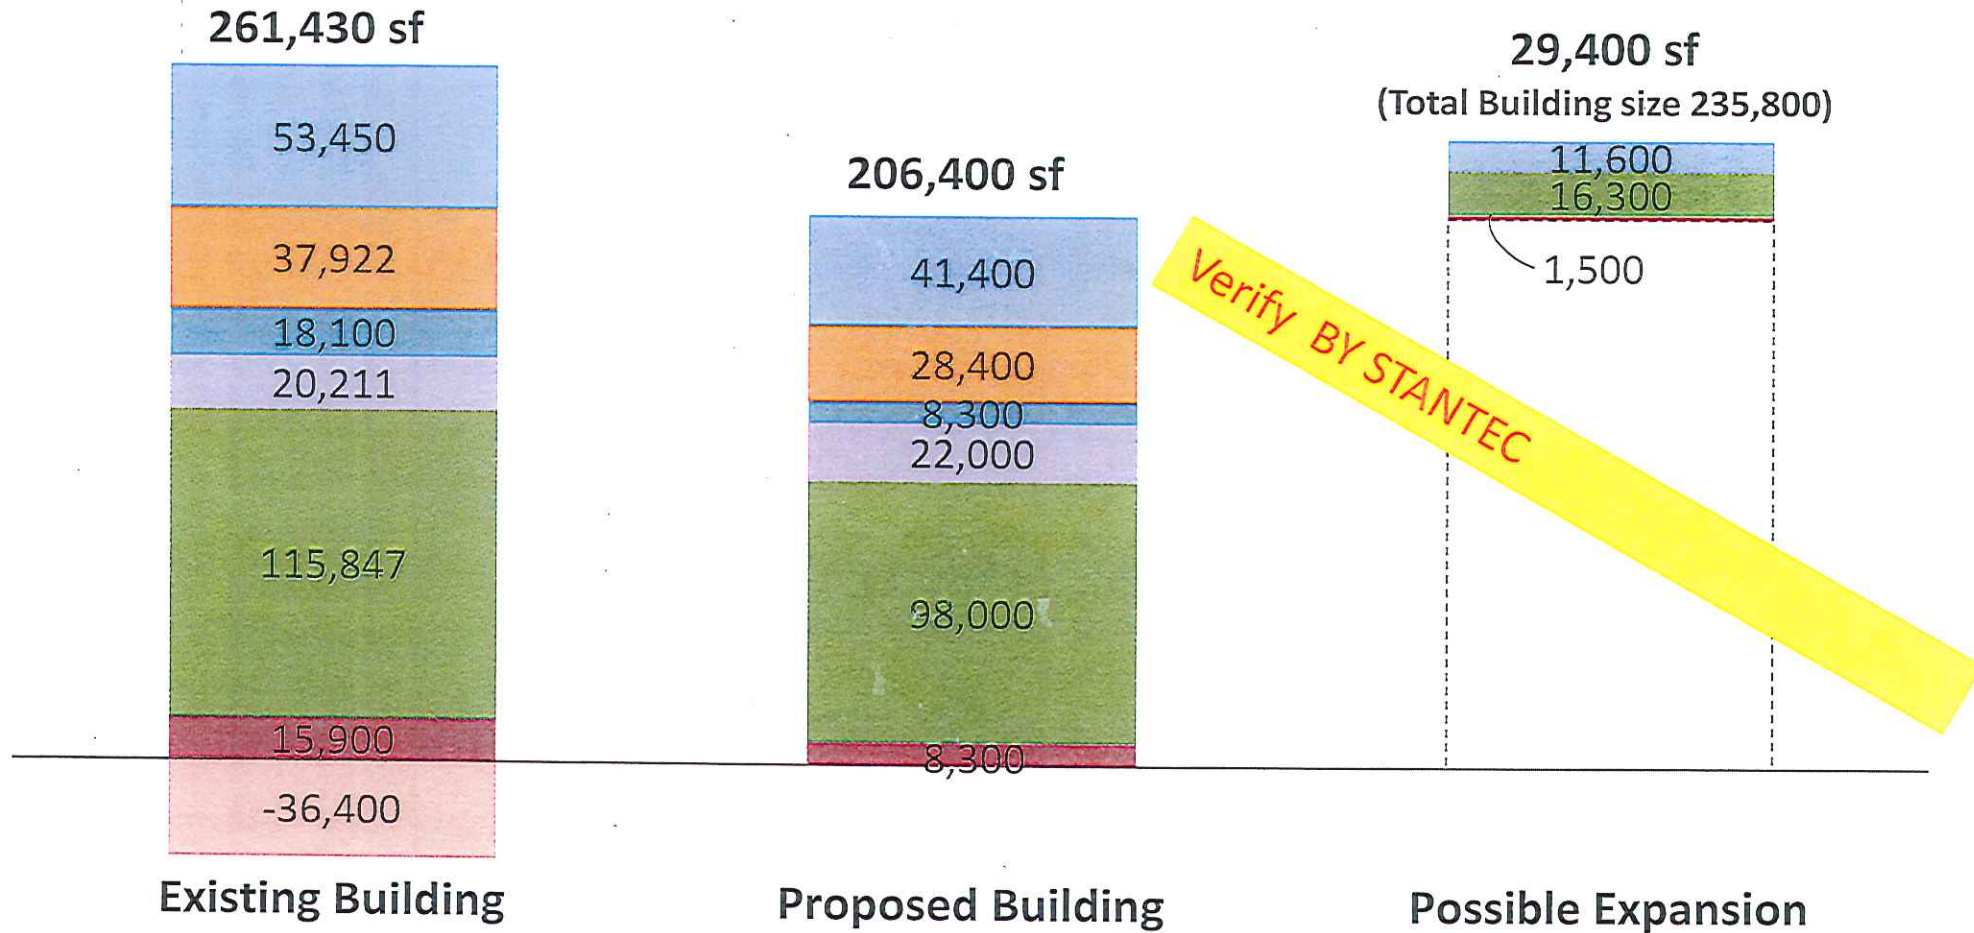 261,430 sf
53,450
37,922
18,100
20,211
115,847
15,900
-36,400
Existing Building
206,400 sf
41,400
28,400
8,300
22,000
98,000
8,300
Proposed Building
29,400 sf
(Total Building size 235,800)
11,600
16,300
1,500
Verify BY STANTEC
Possible Expansion